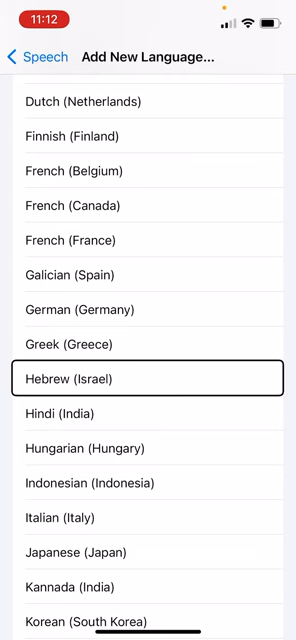 11:12
Speech
Add New Language...
Dutch (Netherlands)
Finnish (Finland)
French (Belgium)
French (Canada)
French (France)
Galician (Spain)
German (Germany)
Greek (Greece)
Hebrew (Israel)
Hindi (India)
Hungarian (Hungary)
Indonesian (Indonesia)
Italian (Italy)
Japanese (Japan)
Kannada (India)
Korean (South Korea)